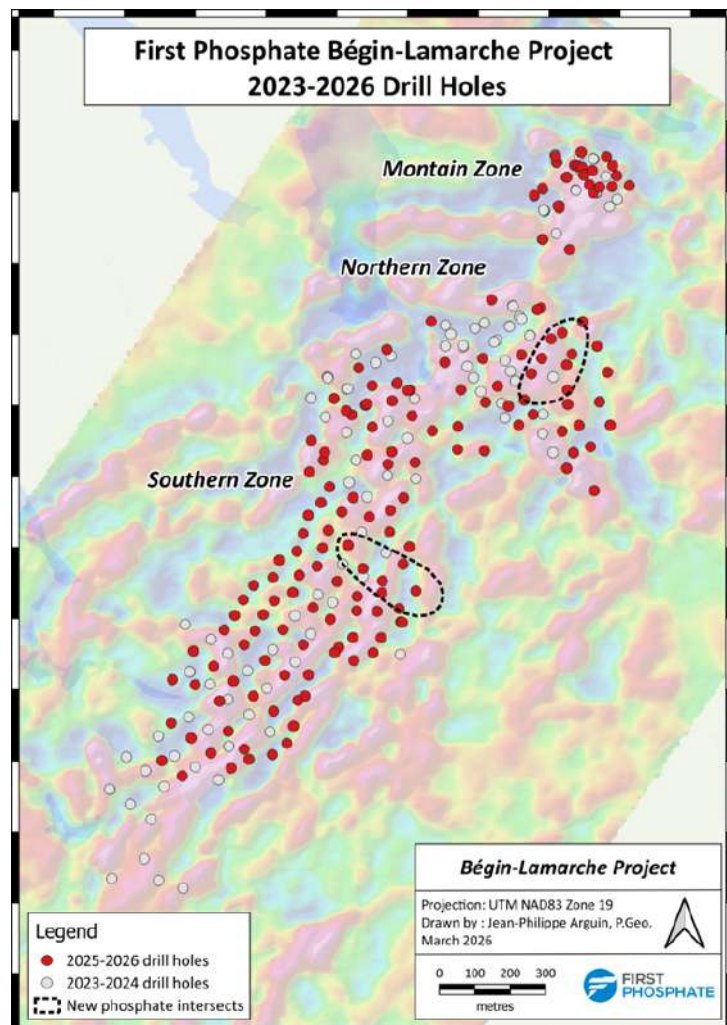 First Phosphate Bégin-Lamarche Project
2023-2026 Drill Holes
Montain Zone
Northern Zone
Southern Zone
Legend
2025-2026 drill holes
2023-2024 drill holes
New phosphate intersects
Bégin-Lamarche Project
Projection: UTM NAD83 Zone 19
Drawn by : Jean-Philippe Arguin, P.Geo.
March 2026
0 100 200 300
metres
FIRST
PHOSPHATE